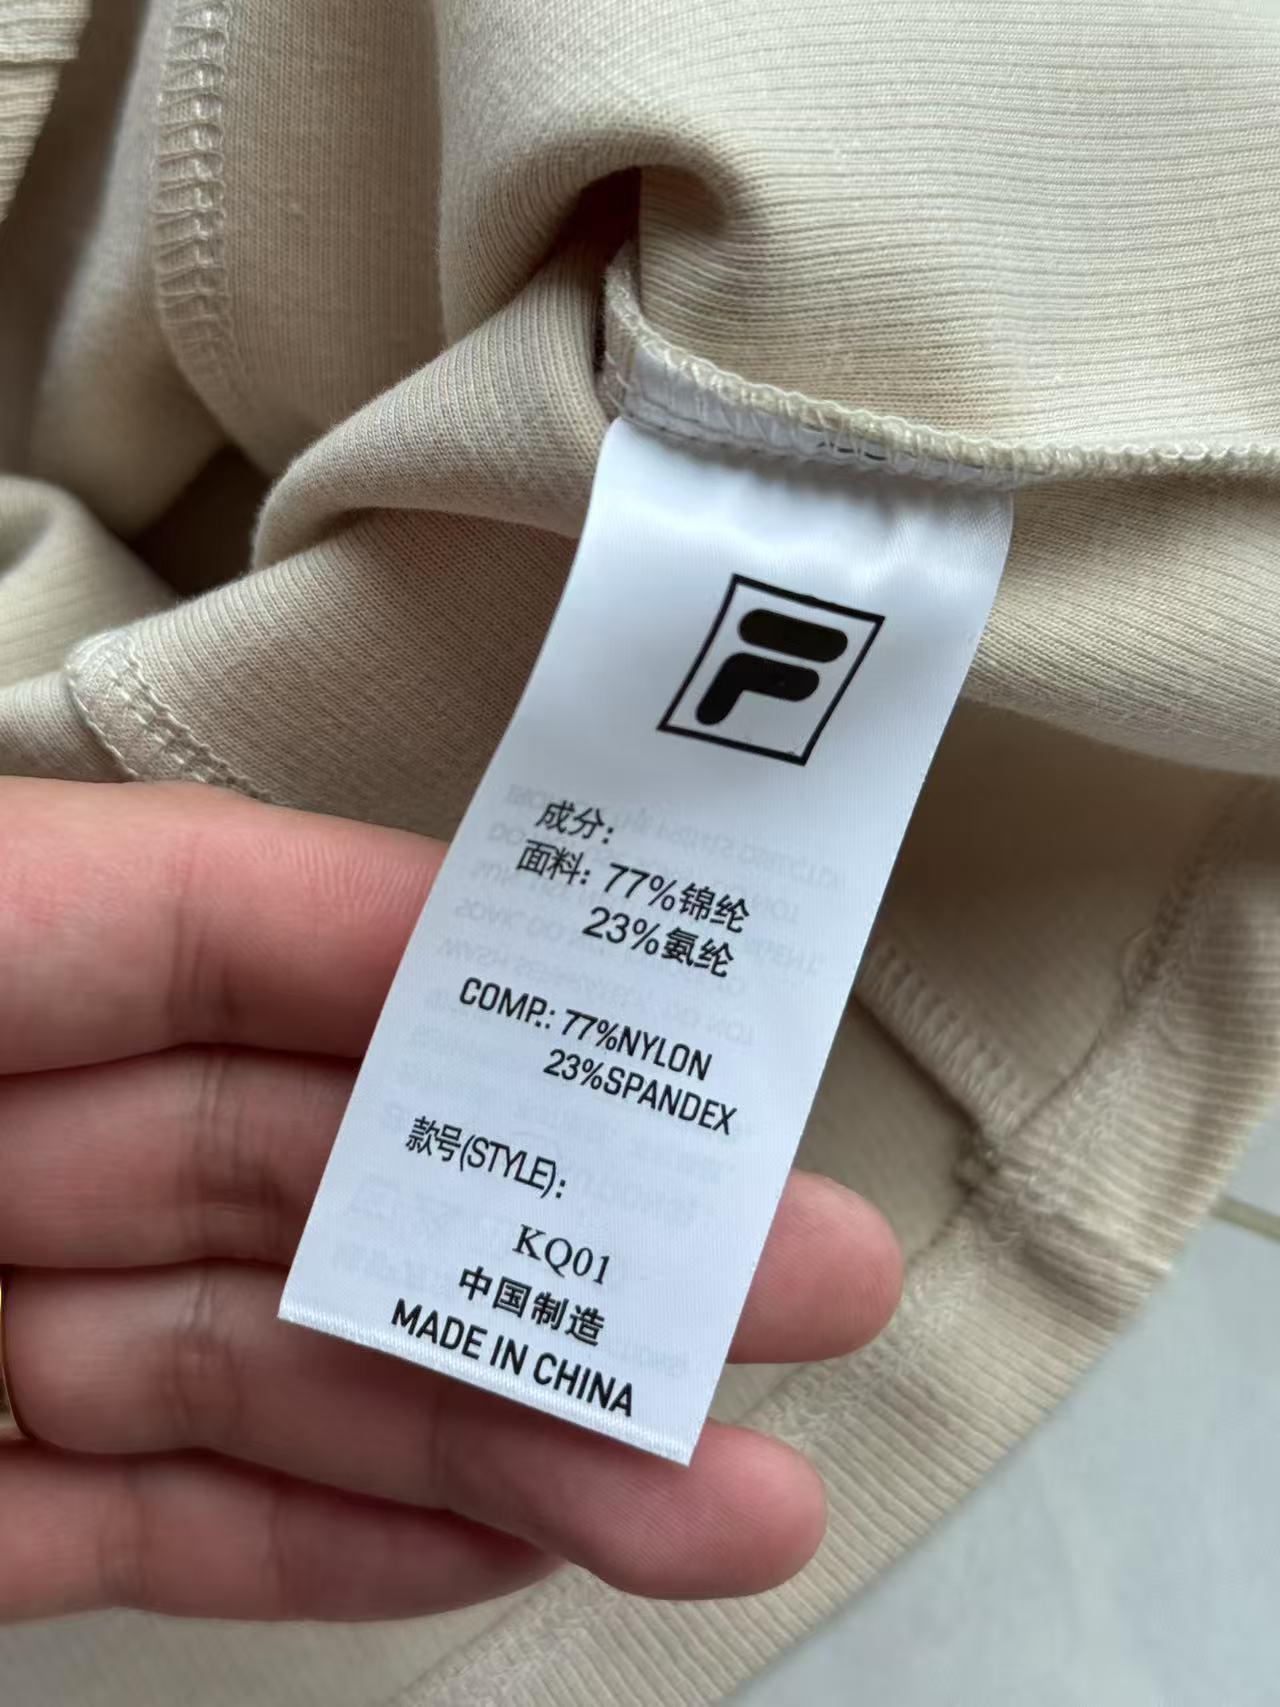 F
成分:
面料: 77%锦纶
23%氨纶
COMP.: 77%NYLON
23%SPANDEX
款号(STYLE):
KQ01
中国制造
MADE IN CHINA